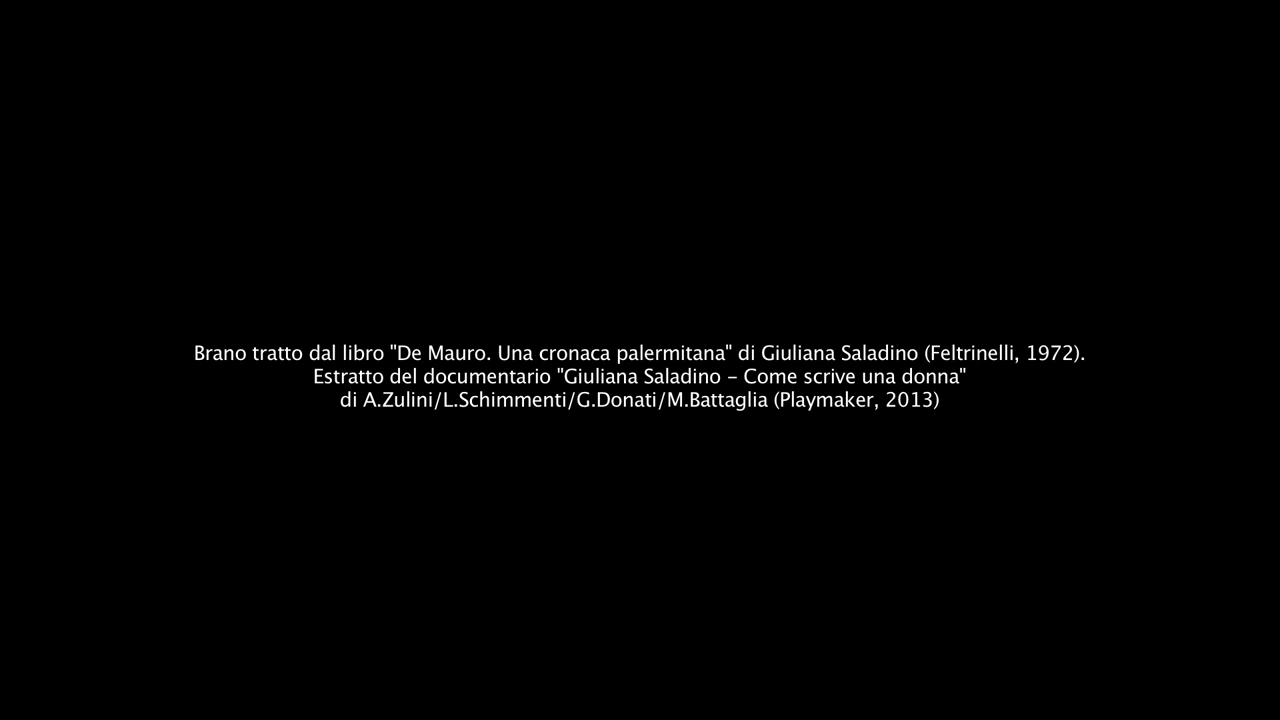 Brano tratto dal libro "De Mauro. Una cronaca palermitana" di Giuliana Saladino (Feltrinelli, 1972).
Estratto del documentario "Giuliana Saladino - Come scrive una donna"
di A.Zulini/L.Schimmenti/G.Donati/M.Battaglia (Playmaker, 2013)